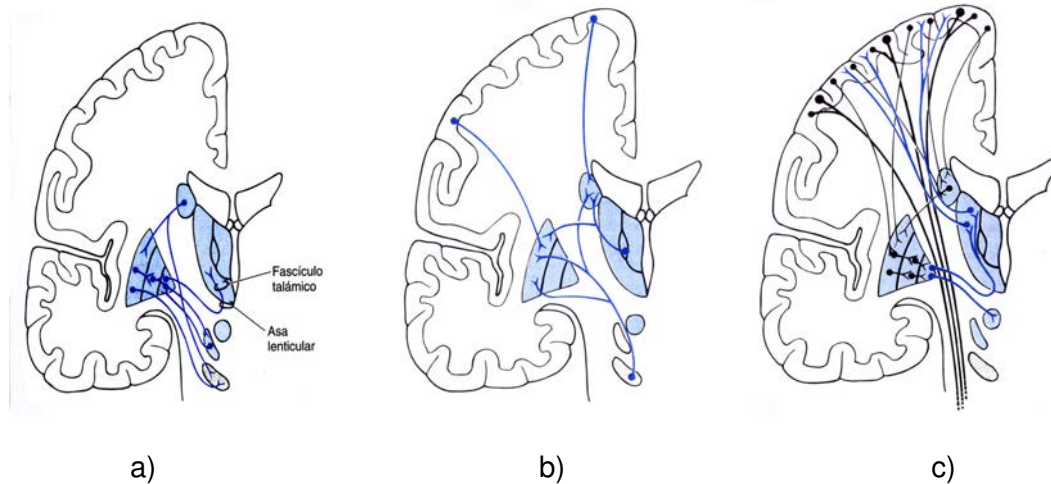 Fascículo
talámico
Asa
lenticular
a)
b)
c)